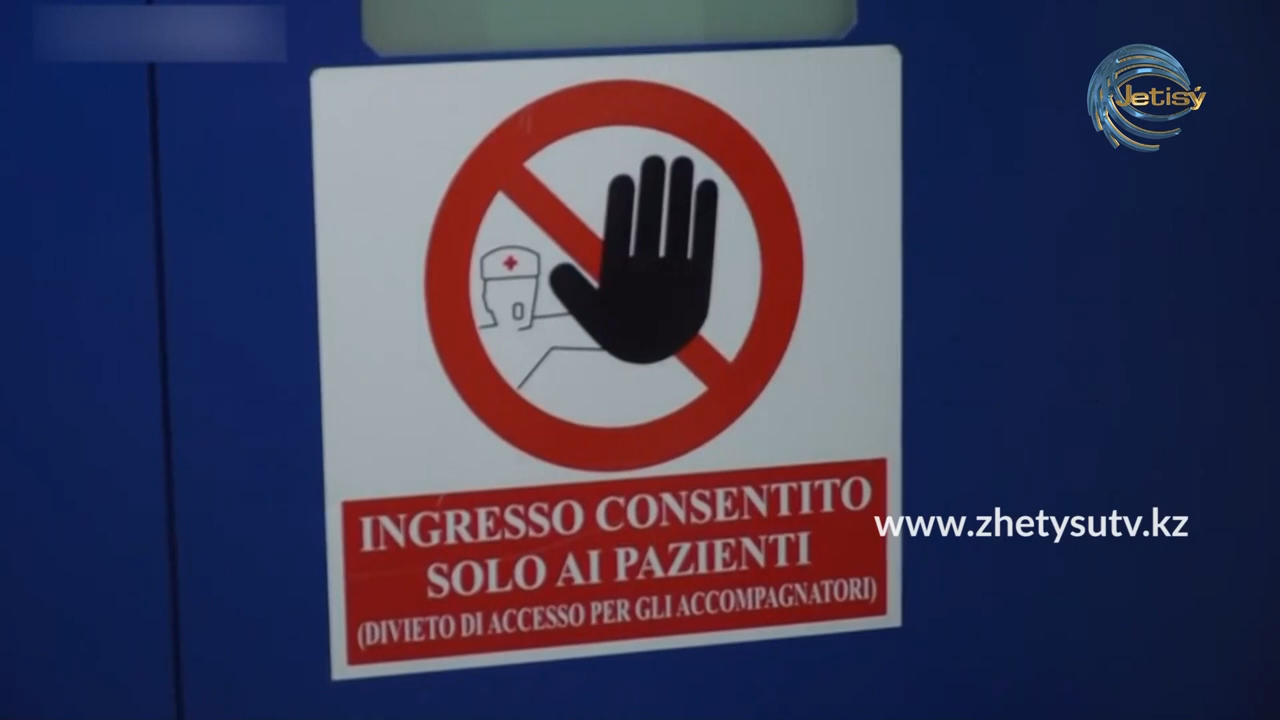 Jetisý
INGRESSO CONSENTITO
SOLO AI PAZIENTI
(DIVIETO DI ACCESSO PER GLI ACCOMPAGNATORI)
www.zhetysutv.kz